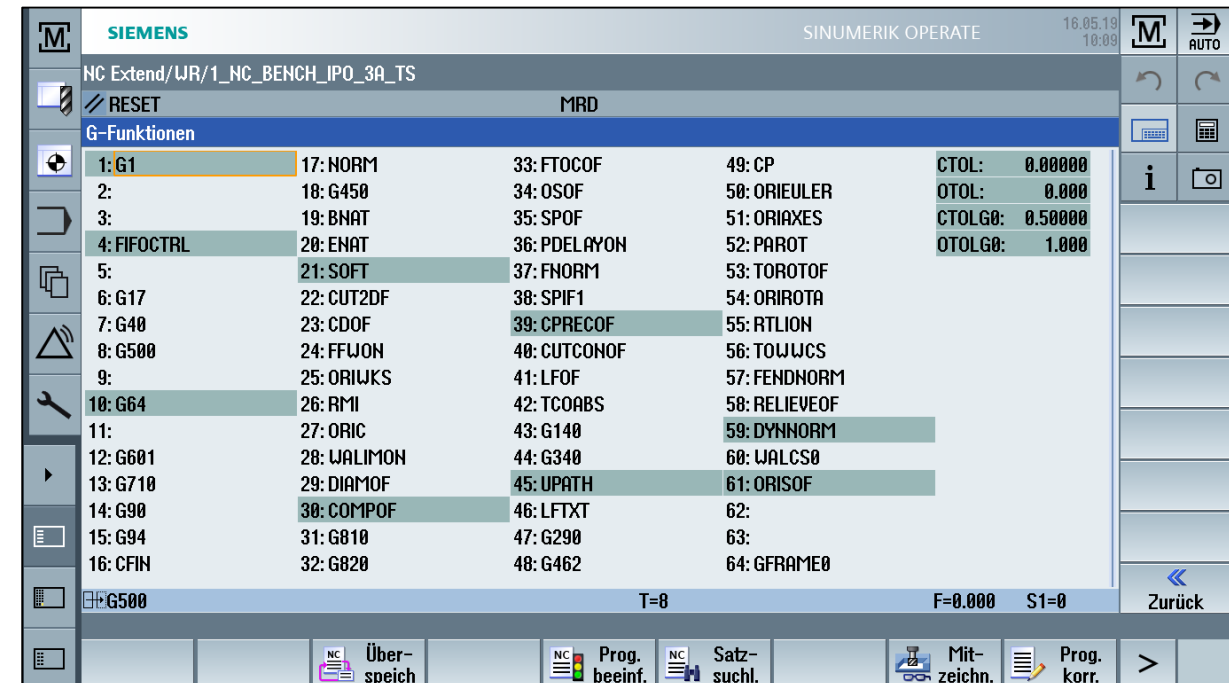 SIEMENS
SINUMERIK OPERATE
16.05.19
10:09
M
M
AUTO
NC Extend/WR/1_NC_BENCH_IPO_3A_TS
RESET
MRD
G-Funktionen
i
1: G1 17: NORM 33: FTOCOF 49: CP CTOL: 0.00000
2: 18: G450 34: OSOF 50: ORIEULER OTOL: 0.000
3: 19: BNAT 35: SPOF 51: ORIAXES CTOLG0: 0.50000
4: FIFOCTRL 20: ENAT 36: PDELAYON 52: PAROT OTOLG0: 1.000
5: 21: SOFT 37: FNORM 53: TOROTOF
6: G17 22: CUT2DF 38: SPIF1 54: ORIROTA
7: G40 23: CDOF 39: CPRECOF 55: RTLION
8: G500 24: FFWON 40: CUTCONOF 56: TOWWCS
9: 25: ORIWKS 41: LFOF 57: FENDNORM
10: G64 26: RMI 42: TCOABS 58: RELIEVEOF
11: 27: ORIC 43: G140 59: DYNNORM
12: G601 28: WALIMON 44: G340 60: WALCS0
13: G710 29: DIAMOF 45: UPATH 61: ORISOF
14: G90 30: COMPOF 46: LFTXT 62:
15: G94 31: G810 47: G290 63:
16: CFIN 32: G820 48: G462 64: GFRAME0
G500 T=8 F=0.000 S1=0
Zurück
NC Über-
speich
NC Prog.
beeinf.
NC Satz-
suchl.
Mit-
zeichn.
Prog.
korr.
>